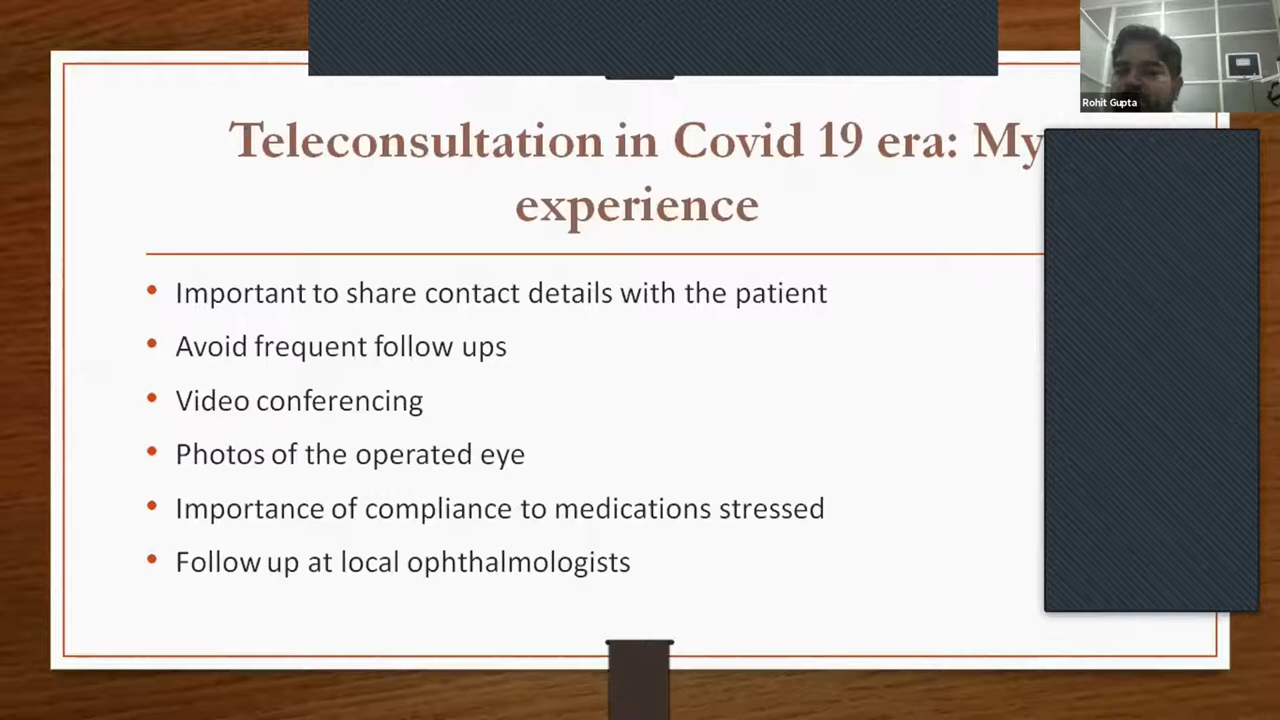 Rohit Gupta
Teleconsultation in Covid 19 era: My
experience
Important to share contact details with the patient
Avoid frequent follow ups
Video conferencing
Photos of the operated eye
Importance of compliance to medications stressed
Follow up at local ophthalmologists